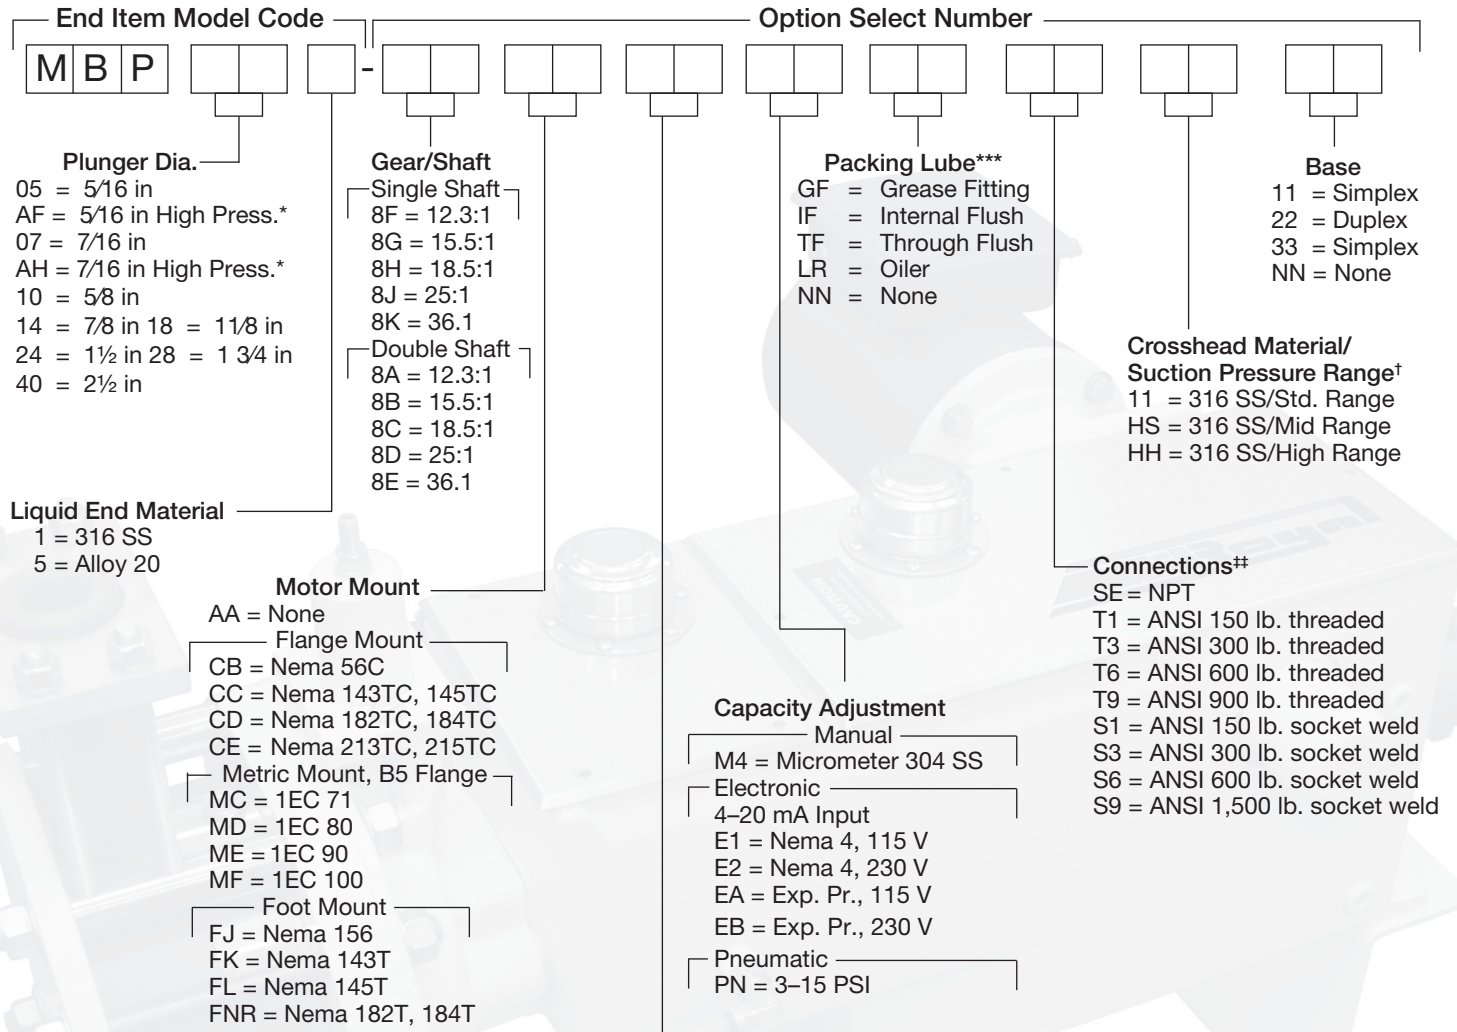 End Item Model Code
Option Select Number
M B P
-
Plunger Dia.
05 = 5/16 in
AF = 5/16 in High Press.*
07 = 7/16 in
AH = 7/16 in High Press.*
10 = 5/8 in
14 = 7/8 in 18 = 11/8 in
24 = 1½ in 28 = 1 3/4 in
40 = 2½ in
Liquid End Material
1 = 316 SS
5 = Alloy 20
Gear/Shaft
Single Shaft
8F = 12.3:1
8G = 15.5:1
8H = 18.5:1
8J = 25:1
8K = 36.1
Double Shaft
8A = 12.3:1
8B = 15.5:1
8C = 18.5:1
8D = 25:1
8E = 36.1
Motor Mount
AA = None
Flange Mount
CB = Nema 56C
CC = Nema 143TC, 145TC
CD = Nema 182TC, 184TC
CE = Nema 213TC, 215TC
Metric Mount, B5 Flange
MC = 1EC 71
MD = 1EC 80
ME = 1EC 90
MF = 1EC 100
Foot Mount
FJ = Nema 156
FK = Nema 143T
FL = Nema 145T
FNR = Nema 182T, 184T
Capacity Adjustment
Manual
M4 = Micrometer 304 SS
Electronic
4–20 mA Input
E1 = Nema 4, 115 V
E2 = Nema 4, 230 V
EA = Exp. Pr., 115 V
EB = Exp. Pr., 230 V
Pneumatic
PN = 3–15 PSI
Packing Lube***
GF = Grease Fitting
IF = Internal Flush
TF = Through Flush
LR = Oiler
NN = None
Connections‡‡
SE = NPT
T1 = ANSI 150 lb. threaded
T3 = ANSI 300 lb. threaded
T6 = ANSI 600 lb. threaded
T9 = ANSI 900 lb. threaded
S1 = ANSI 150 lb. socket weld
S3 = ANSI 300 lb. socket weld
S6 = ANSI 600 lb. socket weld
S9 = ANSI 1,500 lb. socket weld
Crosshead Material/
Suction Pressure Range†
11 = 316 SS/Std. Range
HS = 316 SS/Mid Range
HH = 316 SS/High Range
Base
11 = Simplex
22 = Duplex
33 = Simplex
NN = None
CAUTION